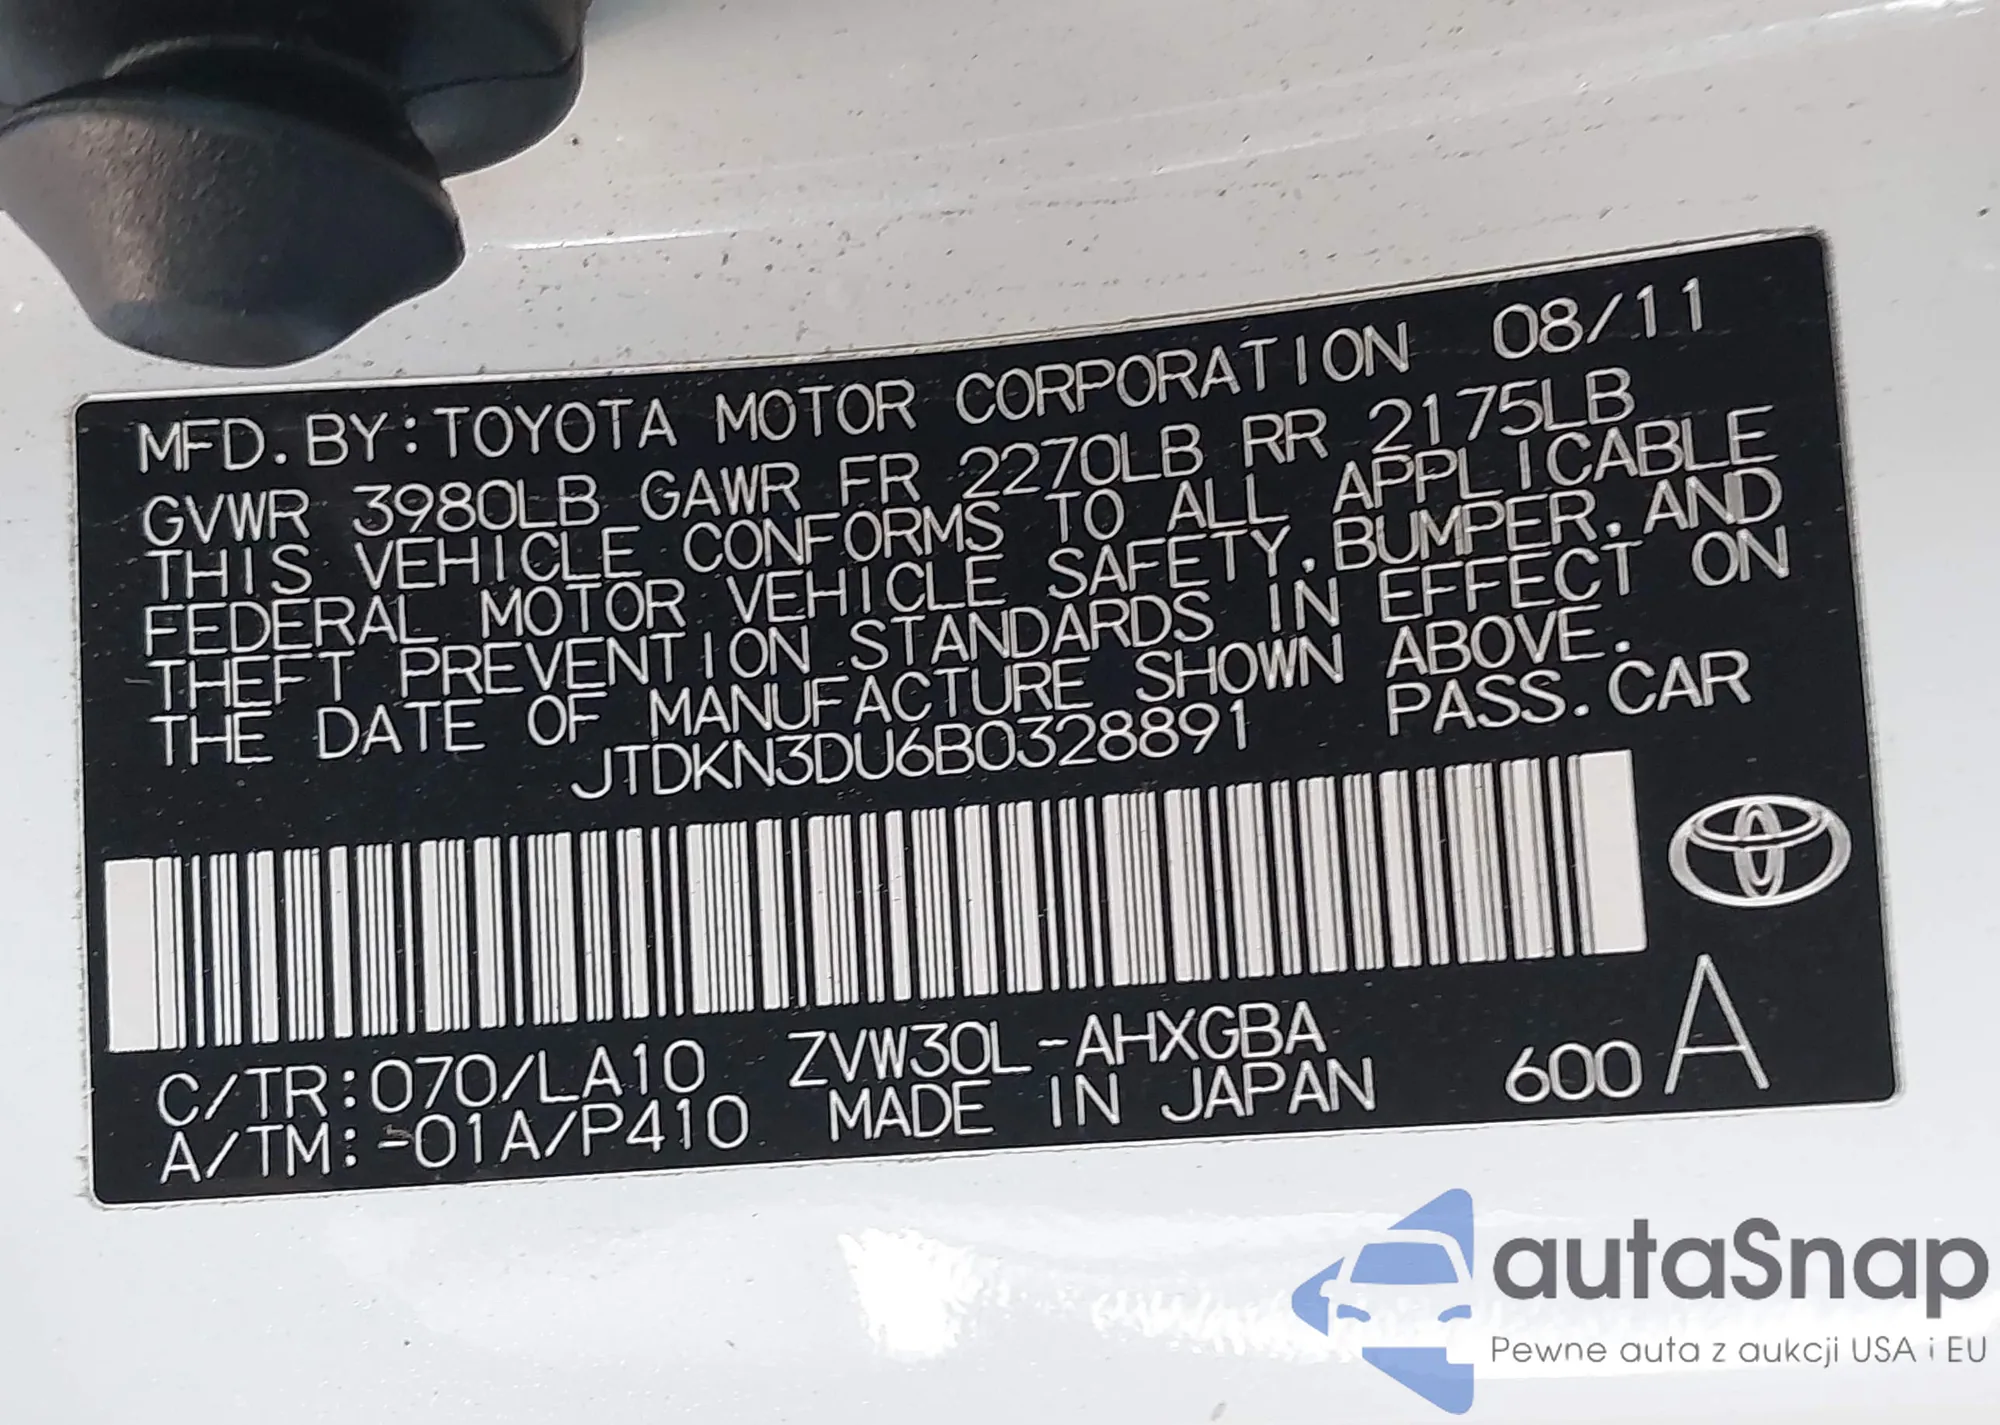 MFD. BY: TOYOTA MOTOR CORPORATION 08/11
GVWR 3980LB GAWR FR 2270LB RR 2175LB
THIS VEHICLE CONFORMS TO ALL APPLICABLE
FEDERAL MOTOR VEHICLE SAFETY, BUMPER, AND
THEFT PREVENTION STANDARDS IN EFFECT ON
THE DATE OF MANUFACTURE SHOWN ABOVE.
JTDKN3DU6B0328891 PASS. CAR
C/TR: 070/LA10 ZVW30L-AHXGBA
A/TM: -01A/P410 MADE IN JAPAN 600 A
autaSnap
Pewne auta z aukcji USA i EU